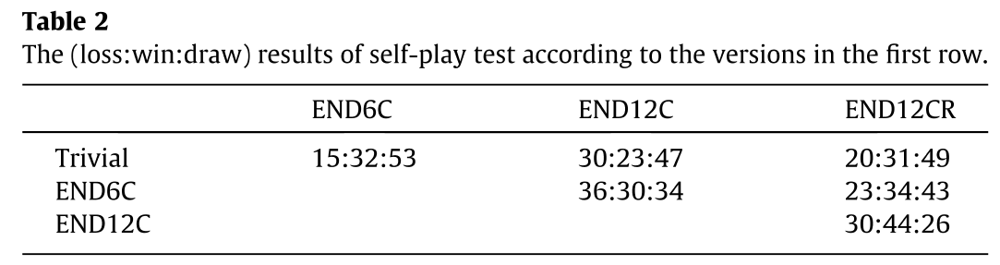 Table 2
The (loss:win:draw) results of self-play test according to the versions in the first row.
END6C END12C END12CR
Trivial 15:32:53 30:23:47 20:31:49
END6C 36:30:34 23:34:43
END12C 30:44:26